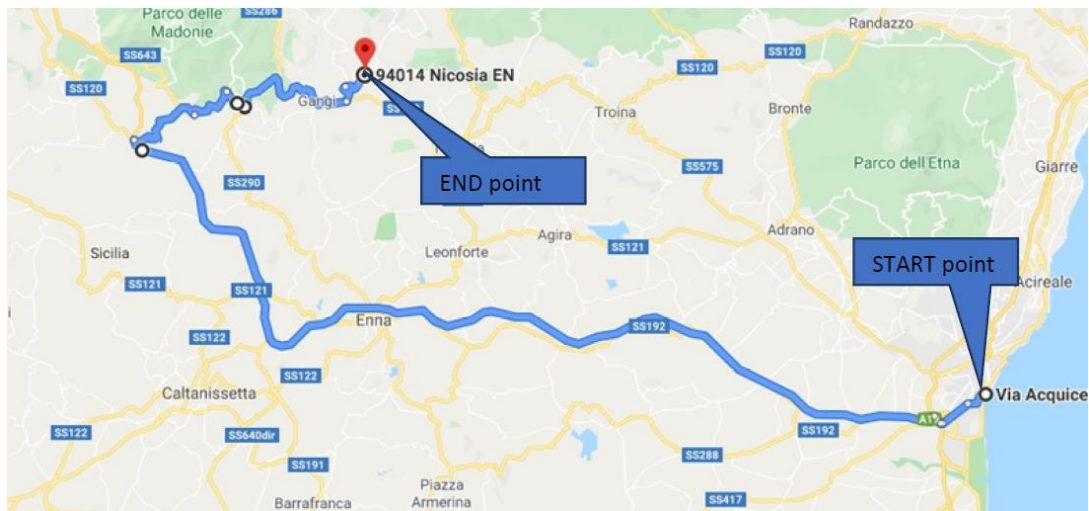 Parco delle
Madonie
SS286
Randazzo
SS643
SS120
94014 Nicosia EN
SS120
SS120
Gangi
Troina
Bronte
END point
SS575
Parco dell'Etna
Giarre
SS290
Adrano
Sicilia
Leonforte
Agira
SS121
START point
SS121
SS121
Acireale
Enna
SS192
SS122
SS122
Caltanissetta
Via Acquice
A19
SS192
SS122
SS640dir
SS191
SS288
Piazza
Armerina
Barrafranca
SS417